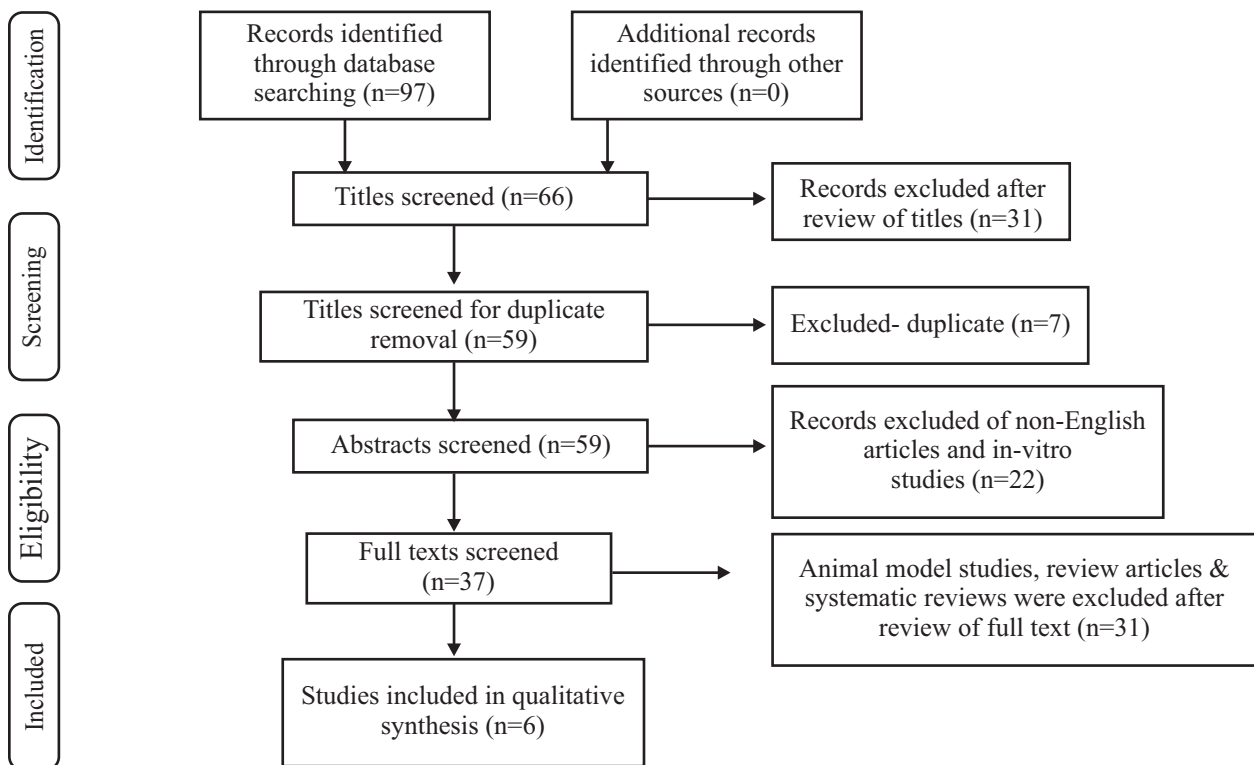 Identification
Records identified
through database
searching (n=97)
Additional records
identified through other
sources (n=0)
Titles screened (n=66)
Records excluded after
review of titles (n=31)
Screening
Titles screened for duplicate
removal (n=59)
Excluded- duplicate (n=7)
Eligibility
Abstracts screened (n=59)
Records excluded of non-English
articles and in-vitro
studies (n=22)
Full texts screened
(n=37)
Animal model studies, review articles &
systematic reviews were excluded after
review of full text (n=31)
Included
Studies included in qualitative
synthesis (n=6)